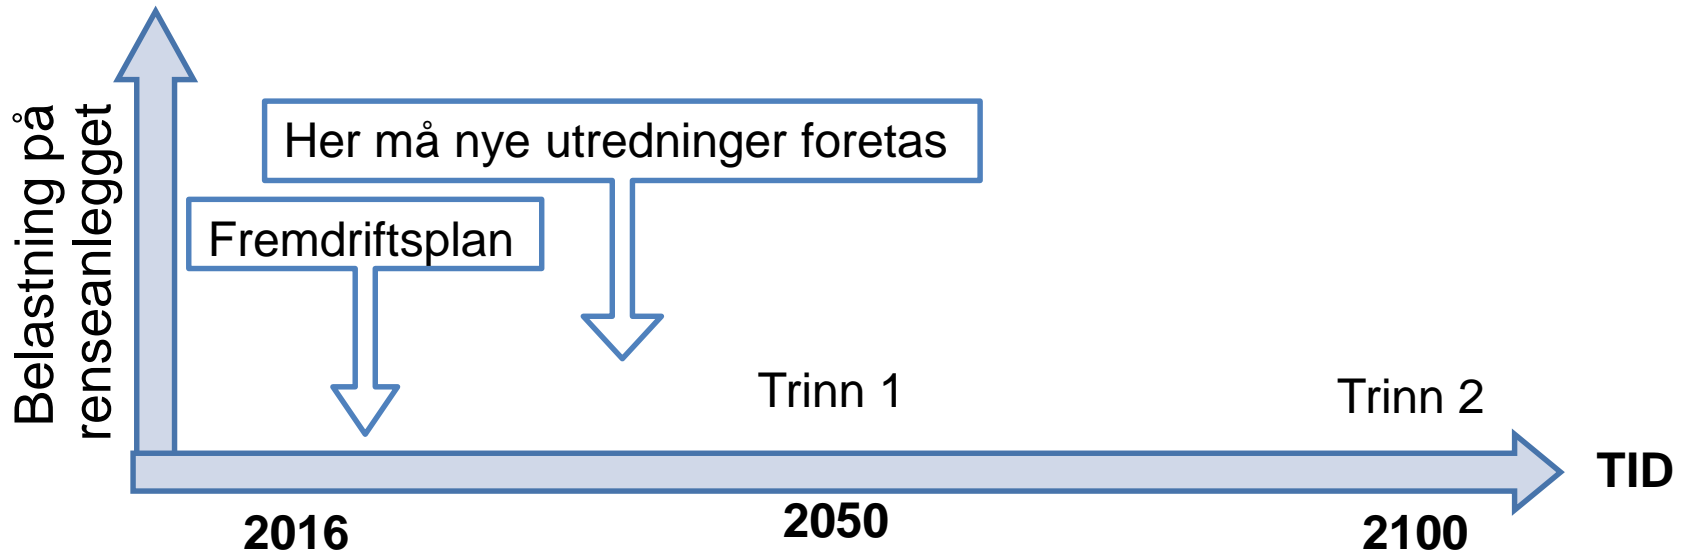 Belastning på
renseanlegget
Her må nye utredninger foretas
Fremdriftsplan
Trinn 1
Trinn 2
TID
2016
2050
2100